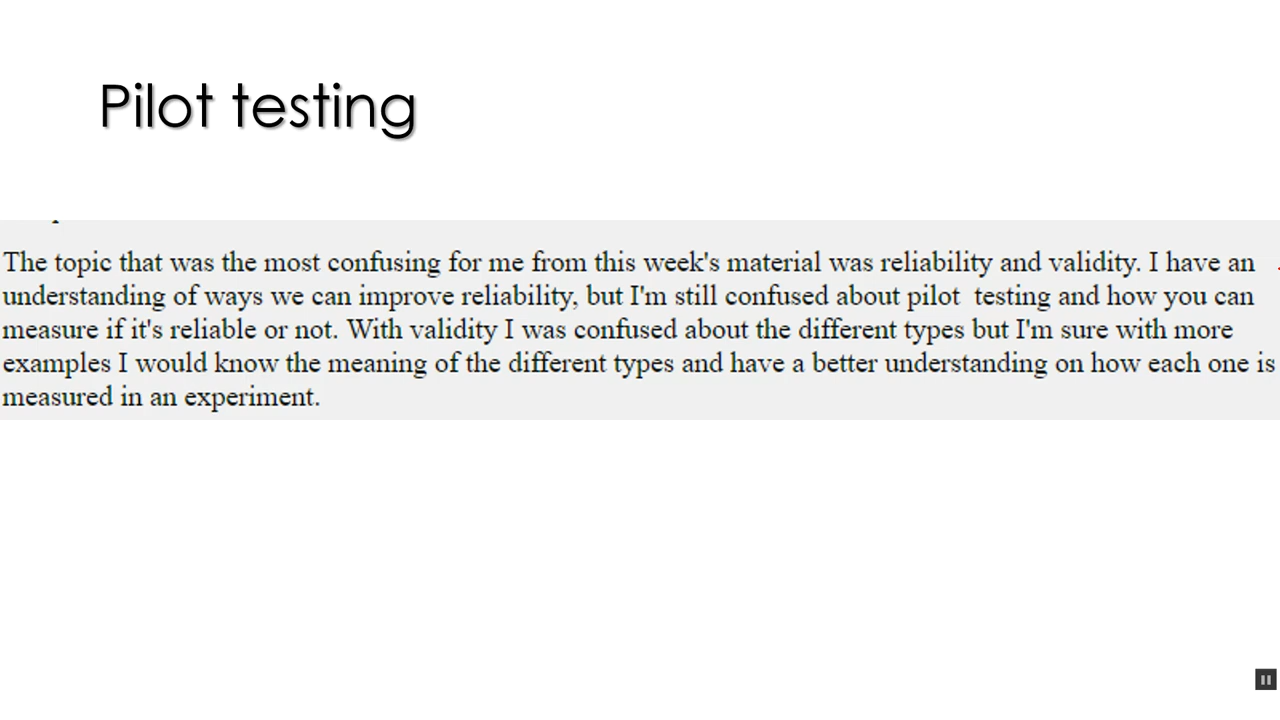 Pilot testing
The topic that was the most confusing for me from this week's material was reliability and validity. I have an
understanding of ways we can improve reliability, but I'm still confused about pilot  testing and how you can
measure if it's reliable or not. With validity I was confused about the different types but I'm sure with more
examples I would know the meaning of the different types and have a better understanding on how each one is
measured in an experiment.